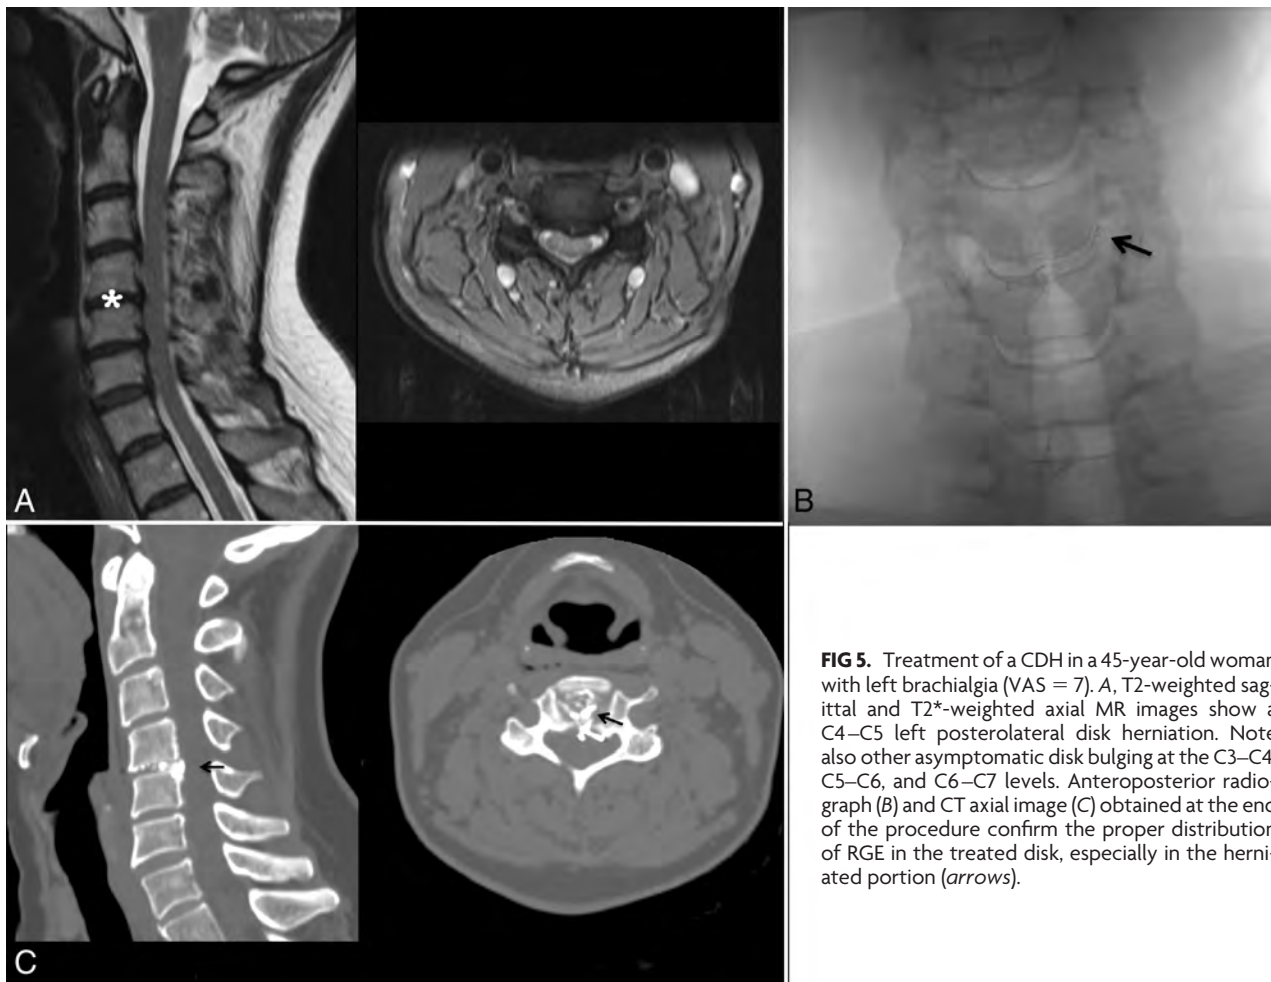 *
A
B
C
FIG 5. Treatment of a CDH in a 45-year-old woman
with left brachialgia (VAS = 7). A, T2-weighted sag-
ittal and T2*-weighted axial MR images show a
C4–C5 left posterolateral disk herniation. Note
also other asymptomatic disk bulging at the C3–C4
C5–C6, and C6–C7 levels. Anteroposterior radio-
graph (B) and CT axial image (C) obtained at the end
of the procedure confirm the proper distribution
of RGE in the treated disk, especially in the herni-
ated portion (arrows).